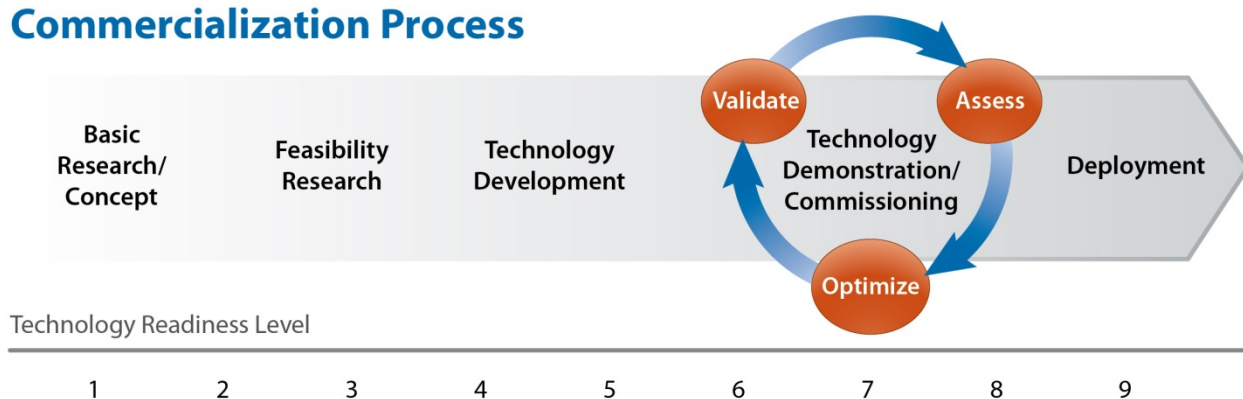 Commercialization Process
Basic
Research/
Concept
Feasibility
Research
Technology
Development
Validate
Assess
Technology
Demonstration/
Commissioning
Optimize
Deployment
Technology Readiness Level
1 2 3 4 5 6 7 8 9